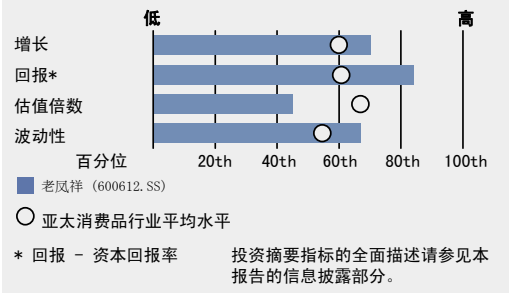 低 高
增长
回报*
估值倍数
波动性
百分位 20th 40th 60th 80th 100th
老凤祥 (600612.SS)
亚太消费品行业平均水平
* 回报 - 资本回报率 投资摘要指标的全面描述请参见本
报告的信息披露部分。